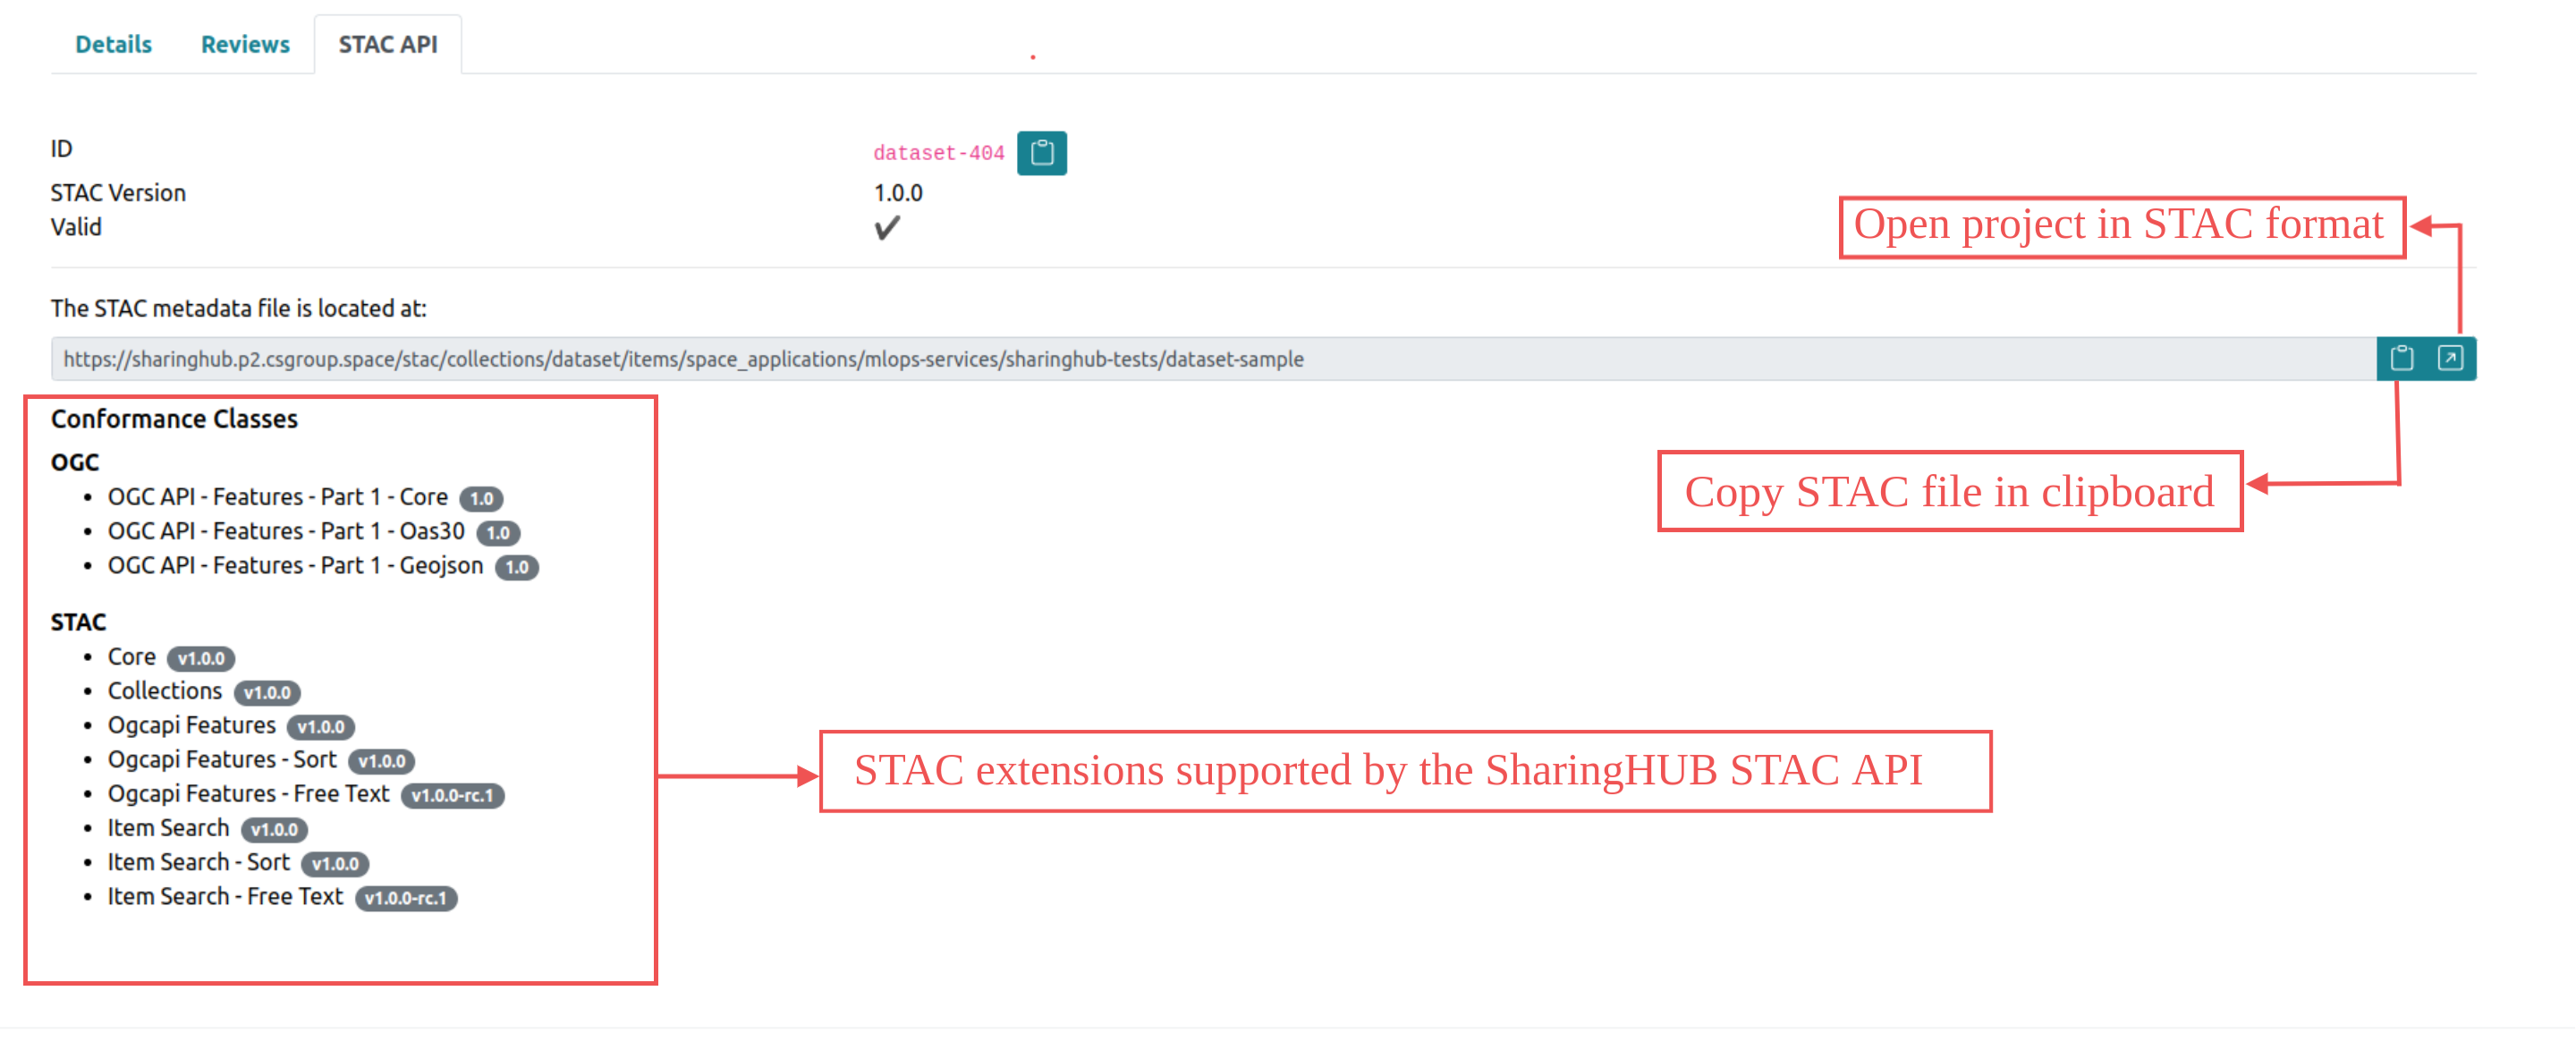 Details Reviews STAC API
ID dataset-404
STAC Version 1.0.0
Valid
Open project in STAC format
The STAC metadata file is located at:
https://sharinghub.p2.csgroup.space/stac/collections/dataset/items/space_applications/mlops-services/sharinghub-tests/dataset-sample
Conformance Classes
OGC
• OGC API - Features - Part 1 - Core 1.0
• OGC API - Features - Part 1 - Oas30 1.0
• OGC API - Features - Part 1 - Geojson 1.0
Copy STAC file in clipboard
STAC
• Core v1.0.0
• Collections v1.0.0
• Ogcapi Features v1.0.0
• Ogcapi Features - Sort v1.0.0
• Ogcapi Features - Free Text v1.0.0-rc.1
• Item Search v1.0.0
• Item Search - Sort v1.0.0
• Item Search - Free Text v1.0.0-rc.1
STAC extensions supported by the SharingHUB STAC API